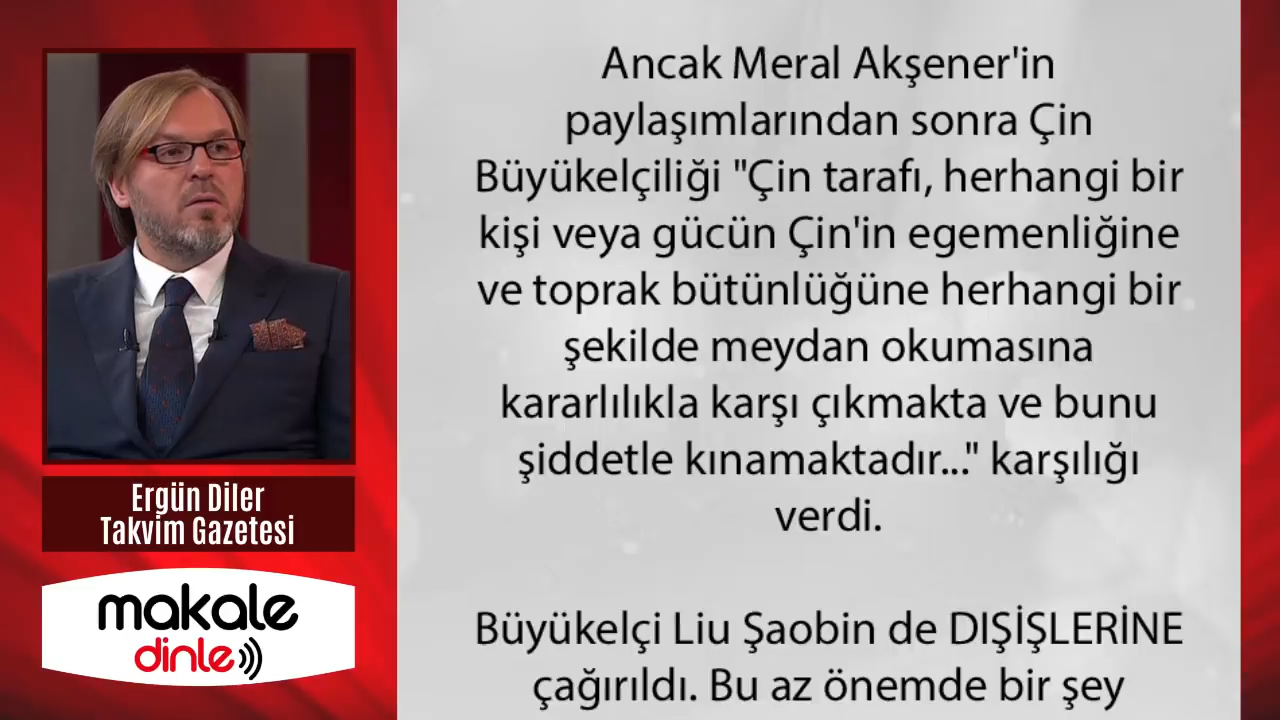 Ancak Meral Akşener'in
paylaşımlarından sonra Çin
Büyükelçiliği "Çin tarafı, herhangi bir
kişi veya gücün Çin'in egemenliğine
ve toprak bütünlüğüne herhangi bir
şekilde meydan okumasına
kararlılıkla karşı çıkmakta ve bunu
şiddetle kınamaktadır..." karşılığı
verdi.
Büyükelçi Liu Şaobin de DIŞİŞLERİNE
çağırıldı. Bu az önemde bir şey
Ergün Diler
Takvim Gazetesi
makale
dinle